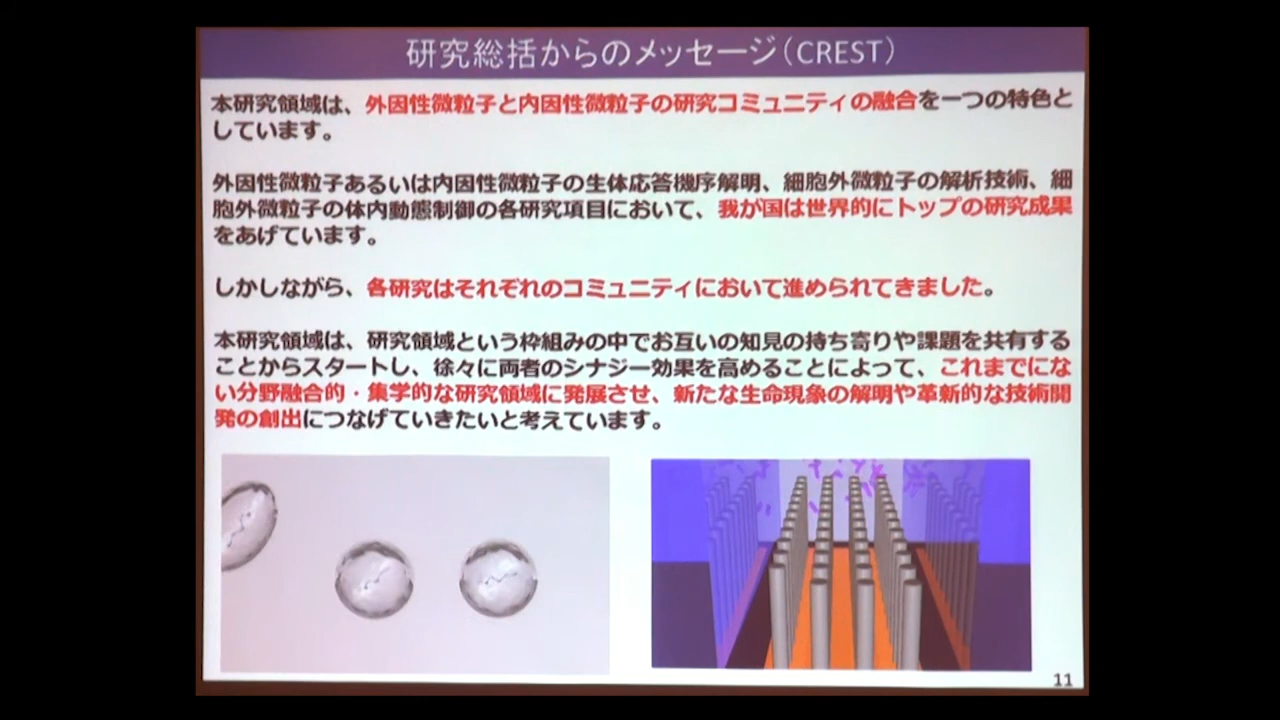 研究総括からのメッセージ（CREST）
本研究領域は、外因性微粒子と内因性微粒子の研究コミュニティの融合を一つの特色と
しています。
外因性微粒子あるいは内因性微粒子の生体応答機序解明、細胞外微粒子の解析技術、細
胞外微粒子の体内動態制御の各研究項目において、我が国は世界的にトップの研究成果
をあげています。
しかしながら、各研究はそれぞれのコミュニティにおいて進められてきました。
本研究領域は、研究領域という枠組みの中でお互いの知見の持ち寄りや課題を共有する
ことからスタートし、徐々に両者のシナジー効果を高めることによって、これまでにな
い分野融合的・集学的な研究領域に発展させ、新たな生命現象の解明や革新的な技術開
発の創出につなげていきたいと考えています。
11